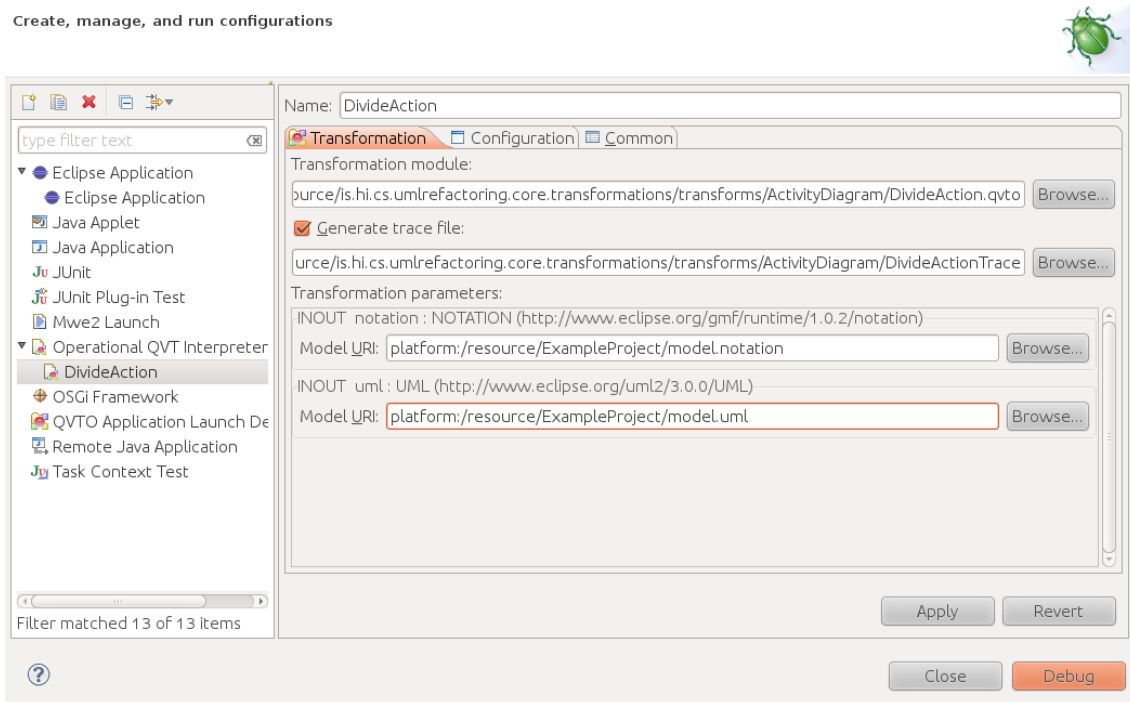 Create, manage, and run configurations
type filter text
Eclipse Application
Eclipse Application
Java Applet
Java Application
Ju JUnit
JUnit Plug-in Test
Mwe2 Launch
Operational QVT Interpreter
DivideAction
OSGi Framework
QVTO Application Launch De
Remote Java Application
Task Context Test
Filter matched 13 of 13 items
Name: DivideAction
Transformation Configuration Common
Transformation module:
ource/is.hi.cs.umlrefactoring.core.transformations/transforms/ActivityDiagram/DivideAction.qvto Browse...
Generate trace file:
urce/is.hi.cs.umlrefactoring.core.transformations/transforms/ActivityDiagram/DivideActionTrace Browse...
Transformation parameters:
INOUT notation : NOTATION (http://www.eclipse.org/gmf/runtime/1.0.2/notation)
Model URI: platform:/resource/ExampleProject/model.notation Browse...
INOUT uml : UML (http://www.eclipse.org/uml2/3.0.0/UML)
Model URI: platform:/resource/ExampleProject/model.uml Browse...
Apply Revert
? Close Debug